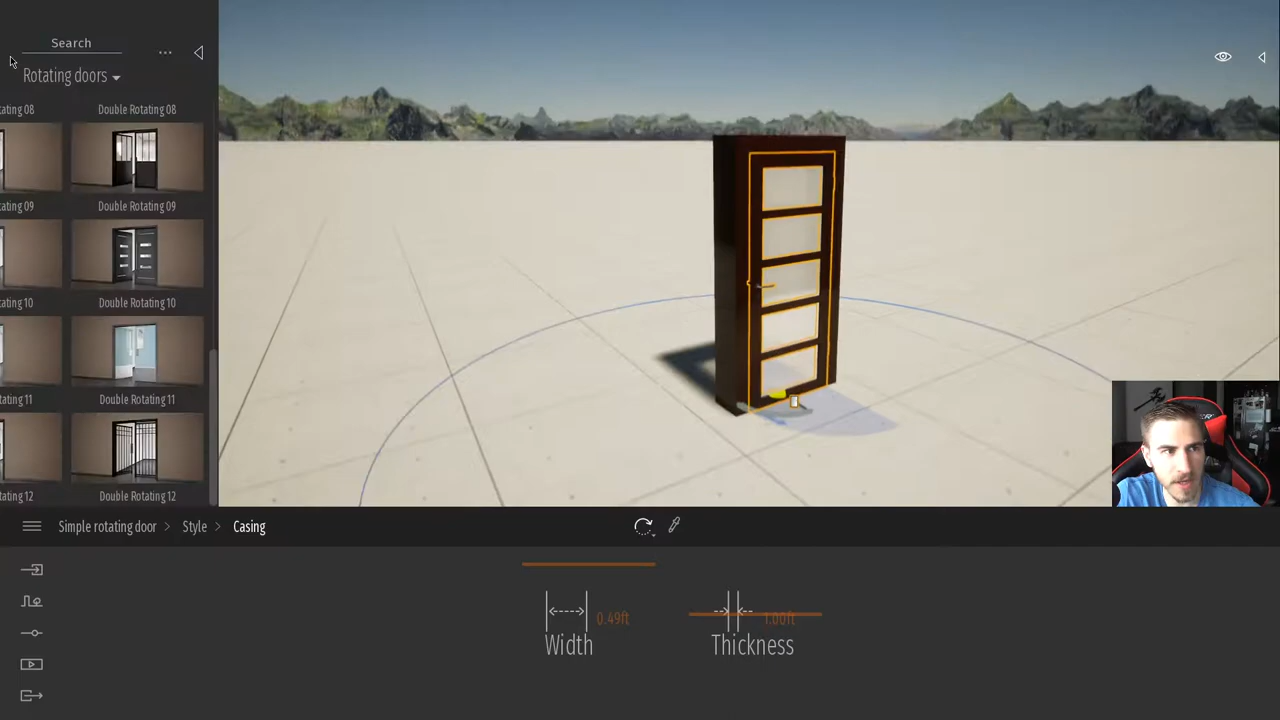 Search
...
Rotating doors
ating 08
Double Rotating 08
ating 09
Double Rotating 09
ating 10
Double Rotating 10
ating 11
Double Rotating 11
ating 12
Double Rotating 12
Simple rotating door > Style > Casing
0.49ft
1.00ft
Width
Thickness